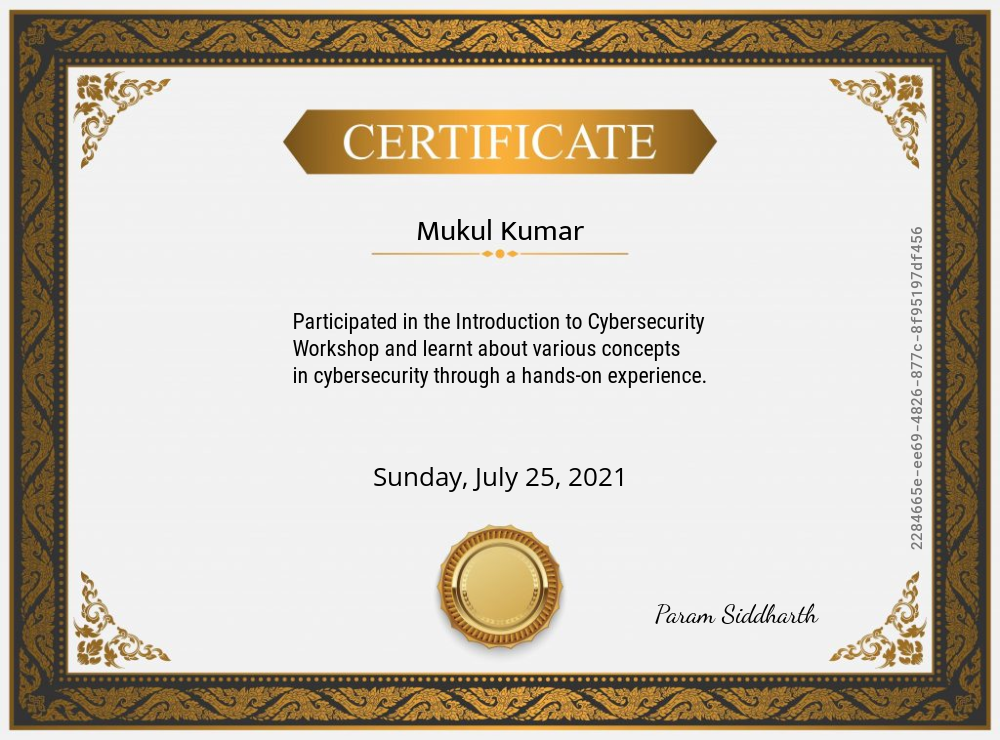 CERTIFICATE
Mukul Kumar
Participated in the Introduction to Cybersecurity
Workshop and learnt about various concepts
in cybersecurity through a hands-on experience.
Sunday, July 25, 2021
Param Siddharth
2284665e-ee69-4826-877c-8f95197df456